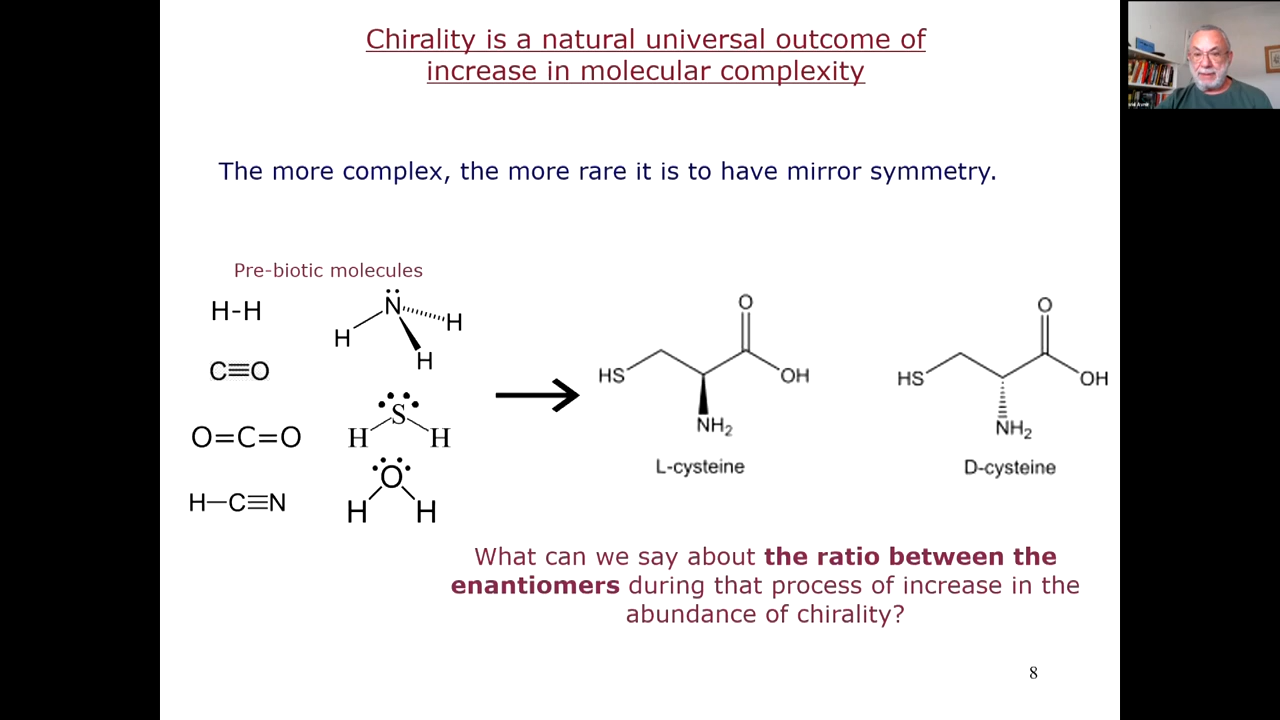 Chirality is a natural universal outcome of
increase in molecular complexity
The more complex, the more rare it is to have mirror symmetry.
Pre-biotic molecules
H-H
N
H
H
H
C≡O
S
H
H
O=C=O
O
H
H
H—C≡N
O
HS
OH
NH₂
L-cysteine
O
HS
OH
NH₂
D-cysteine
What can we say about the ratio between the
enantiomers during that process of increase in the
abundance of chirality?
8